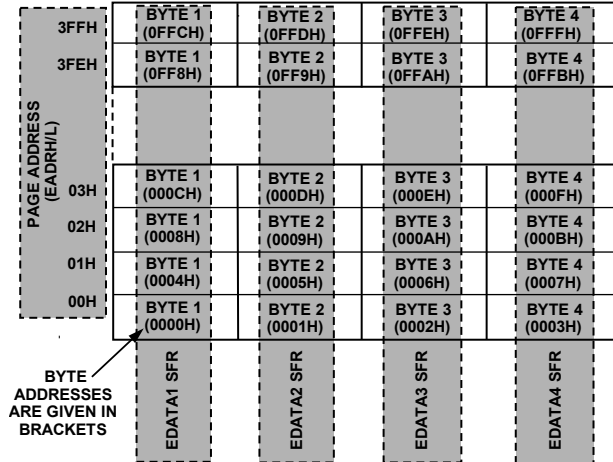 3FFH
BYTE 1 (0FFCH)
BYTE 2 (0FFDH)
BYTE 3 (0FFEH)
BYTE 4 (0FFFH)
3FEH
BYTE 1 (0FF8H)
BYTE 2 (0FF9H)
BYTE 3 (0FFAH)
BYTE 4 (0FFBH)
PAGE ADDRESS
(EADRH/L)
03H
BYTE 1 (000CH)
BYTE 2 (000DH)
BYTE 3 (000EH)
BYTE 4 (000FH)
02H
BYTE 1 (0008H)
BYTE 2 (0009H)
BYTE 3 (000AH)
BYTE 4 (000BH)
01H
BYTE 1 (0004H)
BYTE 2 (0005H)
BYTE 3 (0006H)
BYTE 4 (0007H)
00H
BYTE 1 (0000H)
BYTE 2 (0001H)
BYTE 3 (0002H)
BYTE 4 (0003H)
BYTE
ADDRESSES
ARE GIVEN IN
BRACKETS
EDATA1 SFR
EDATA2 SFR
EDATA3 SFR
EDATA4 SFR